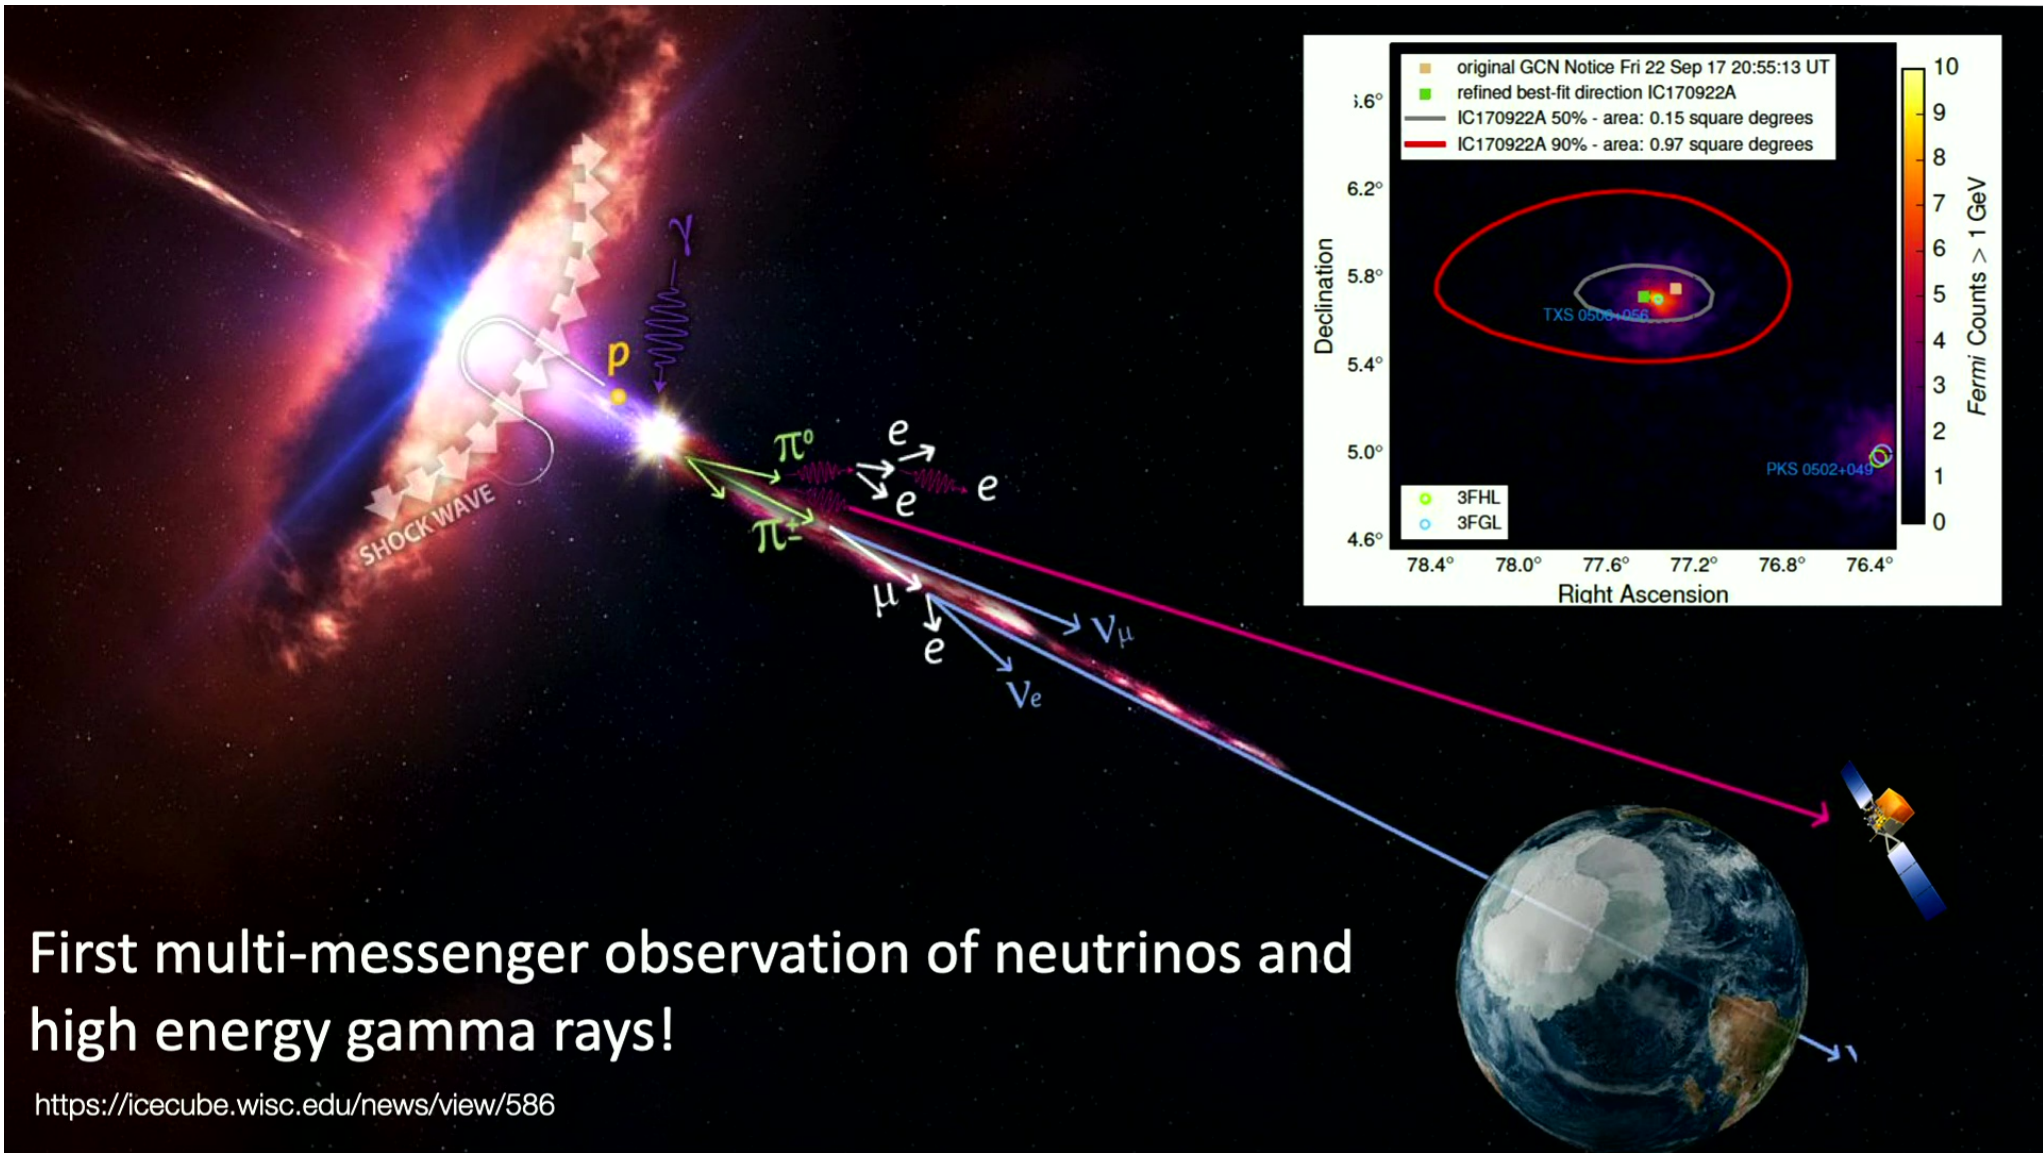 original GCN Notice Fri 22 Sep 17 20:55:13 UT
refined best-fit direction IC170922A
IC170922A 50% - area: 0.15 square degrees
IC170922A 90% - area: 0.97 square degrees
6.2°
5.8°
5.4°
5.0°
4.6°
Declination
TXS 0506+056
PKS 0502+049
3FHL
3FGL
78.4°
78.0°
77.6°
77.2°
76.8°
76.4°
Right Ascension
10
9
8
7
6
5
4
3
2
1
0
Fermi Counts > 1 GeV
γ
p
SHOCK WAVE
π⁰
e
e
e
π±
μ
e
νμ
νe
First multi-messenger observation of neutrinos and
high energy gamma rays!
https://icecube.wisc.edu/news/view/586